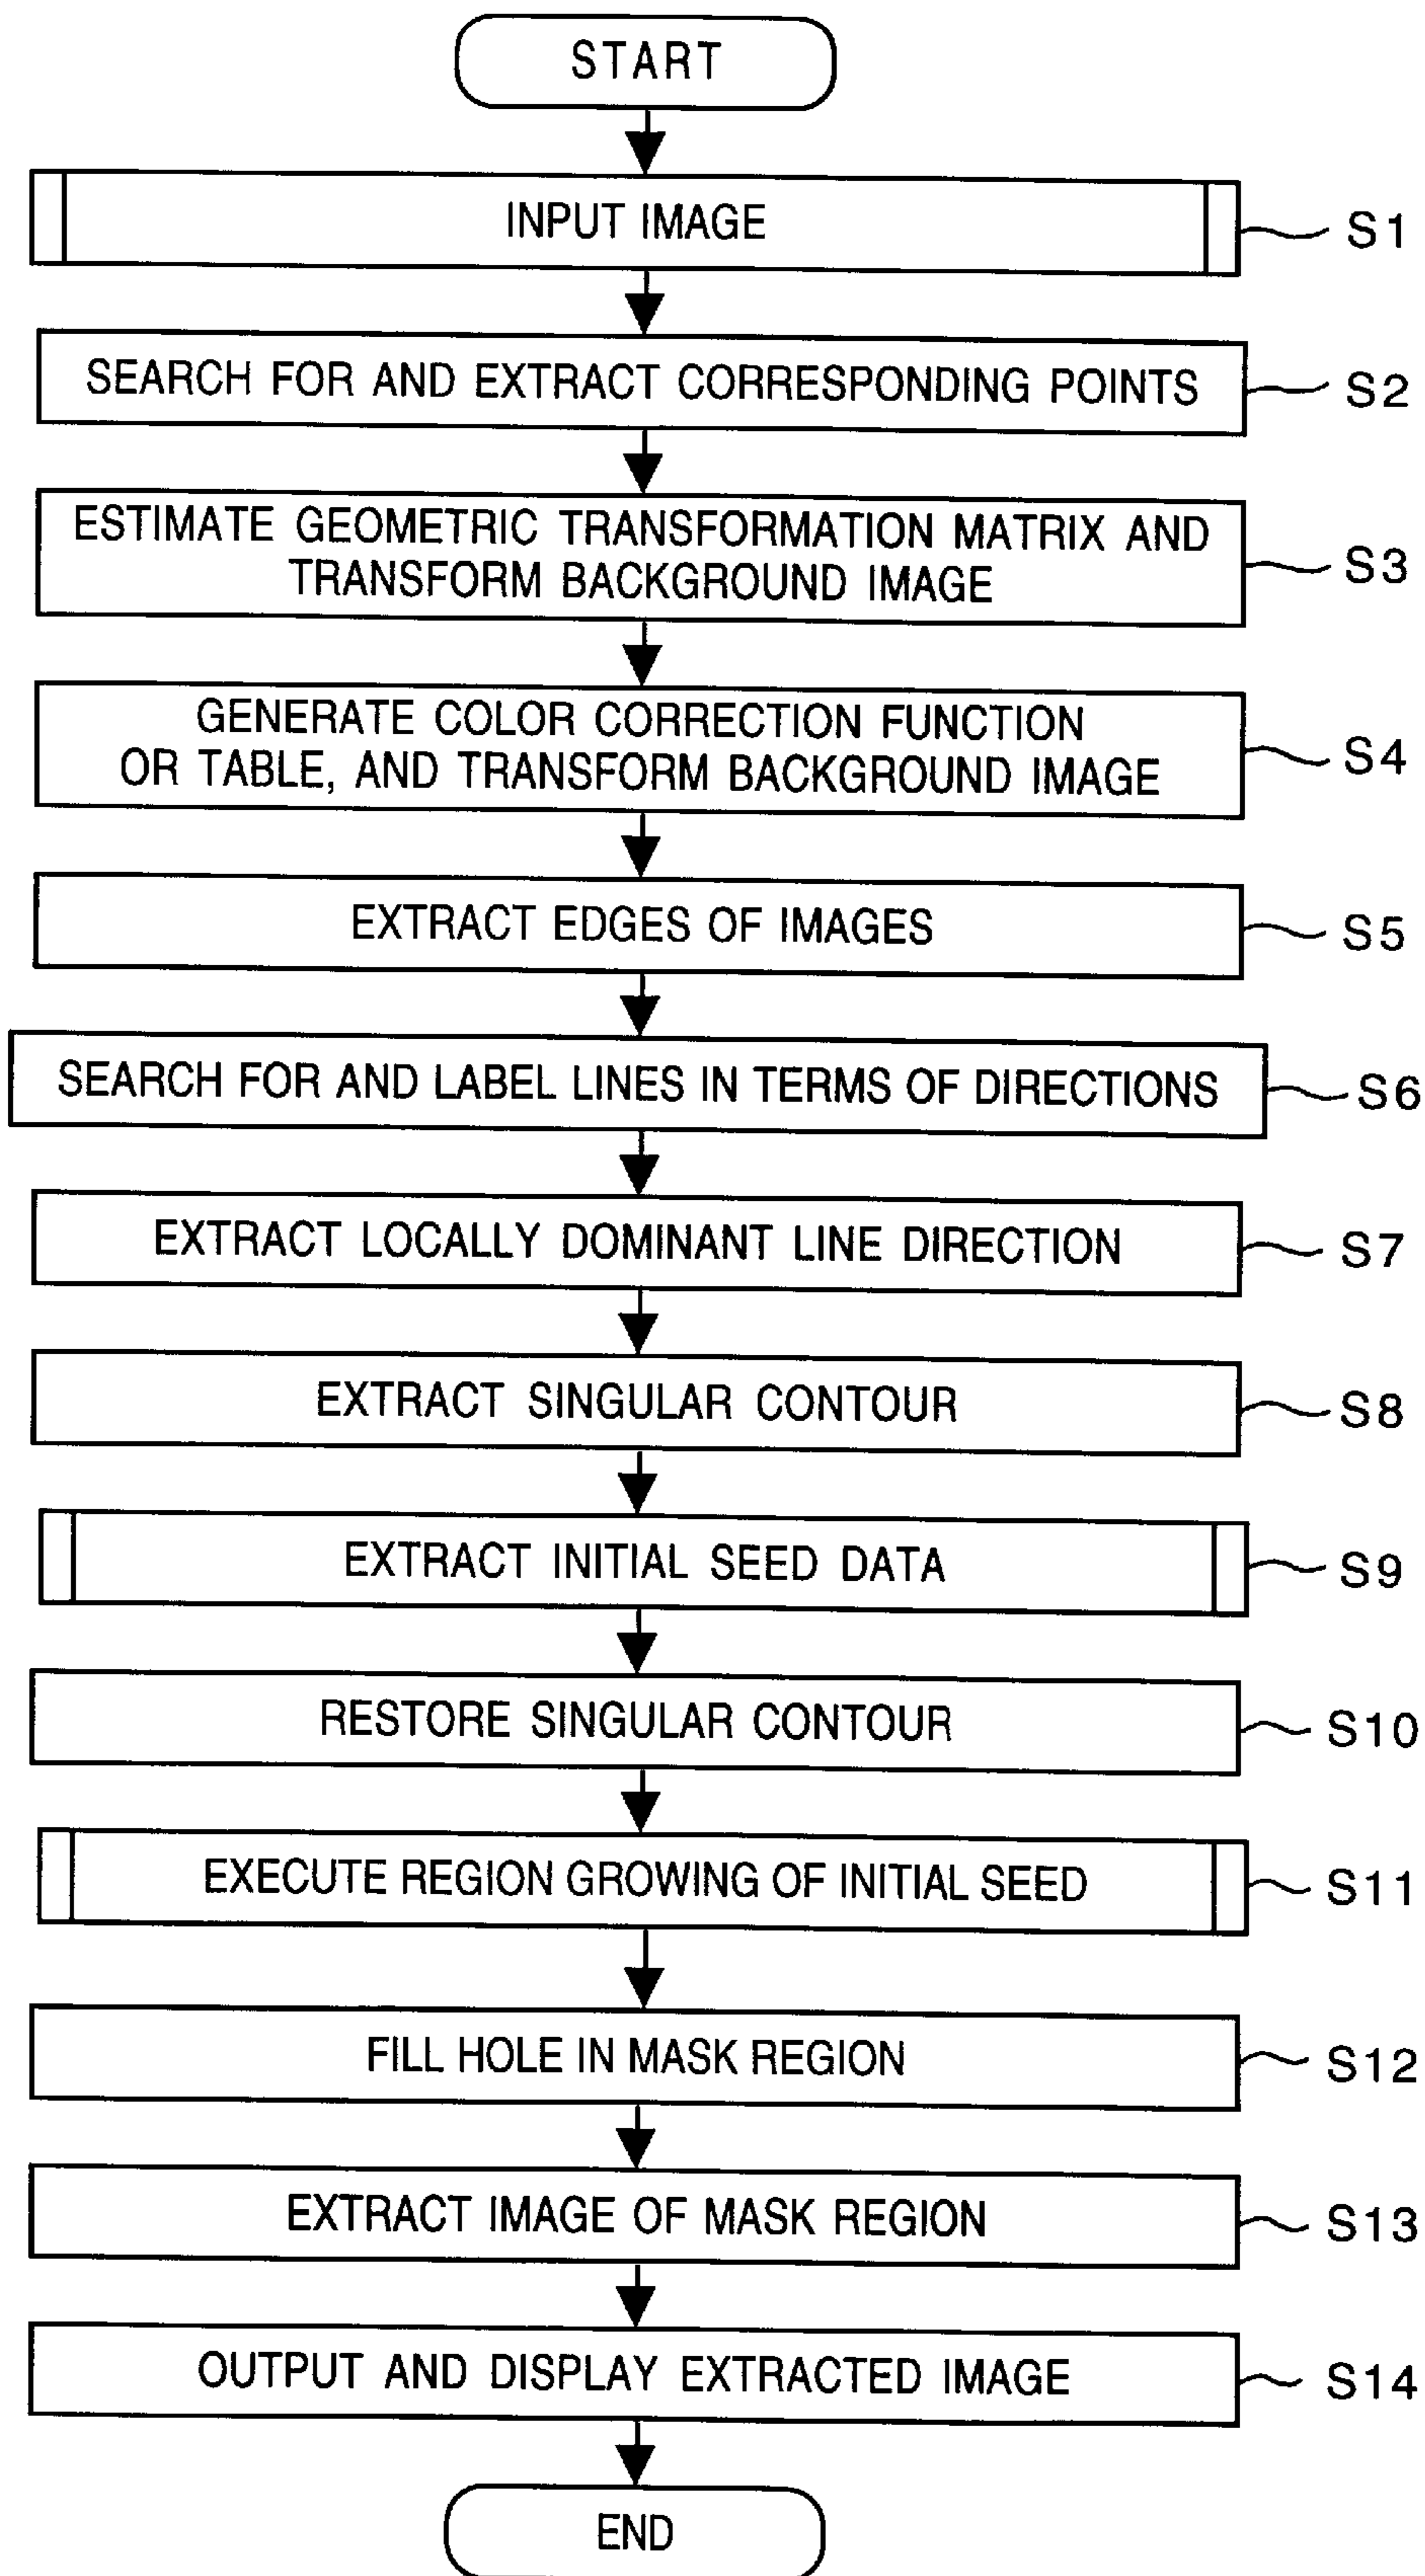 START
INPUT IMAGE
S1
SEARCH FOR AND EXTRACT CORRESPONDING POINTS
S2
ESTIMATE GEOMETRIC TRANSFORMATION MATRIX AND
TRANSFORM BACKGROUND IMAGE
S3
GENERATE COLOR CORRECTION FUNCTION
OR TABLE, AND TRANSFORM BACKGROUND IMAGE
S4
EXTRACT EDGES OF IMAGES
S5
SEARCH FOR AND LABEL LINES IN TERMS OF DIRECTIONS
S6
EXTRACT LOCALLY DOMINANT LINE DIRECTION
S7
EXTRACT SINGULAR CONTOUR
S8
EXTRACT INITIAL SEED DATA
S9
RESTORE SINGULAR CONTOUR
S10
EXECUTE REGION GROWING OF INITIAL SEED
S11
FILL HOLE IN MASK REGION
S12
EXTRACT IMAGE OF MASK REGION
S13
OUTPUT AND DISPLAY EXTRACTED IMAGE
S14
END